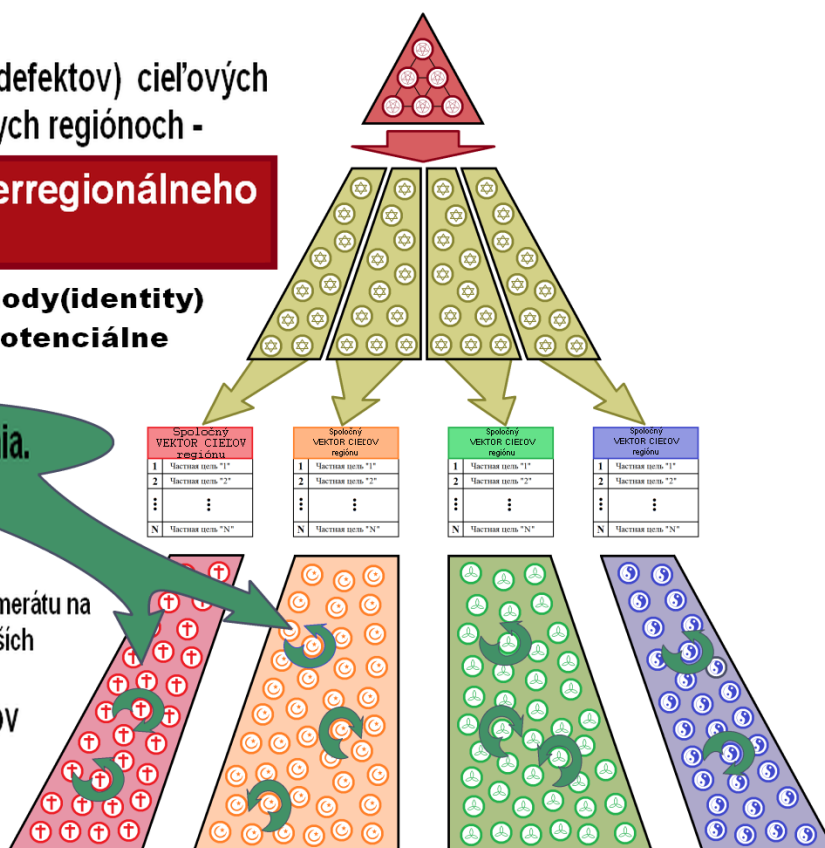 defektov) cieľových
ych regiónoch -
erregionálneho
ody(identity)
otenciálne
nia.
Spoločný
VEKTOR CIEĽOV
regiónu
1 Частная цель "1"
2 Частная цель "2"
⋮ ⋮
N Частная цель "N"
Spoločný
VEKTOR CIEĽOV
regiónu
1 Частная цель "1"
2 Частная цель "2"
⋮ ⋮
N Частная цель "N"
Spoločný
VEKTOR CIEĽOV
regiónu
1 Частная цель "1"
2 Частная цель "2"
⋮ ⋮
N Частная цель "N"
Spoločný
VEKTOR CIEĽOV
regiónu
1 Частная цель "1"
2 Частная цель "2"
⋮ ⋮
N Частная цель "N"
merátu na
ších
ov